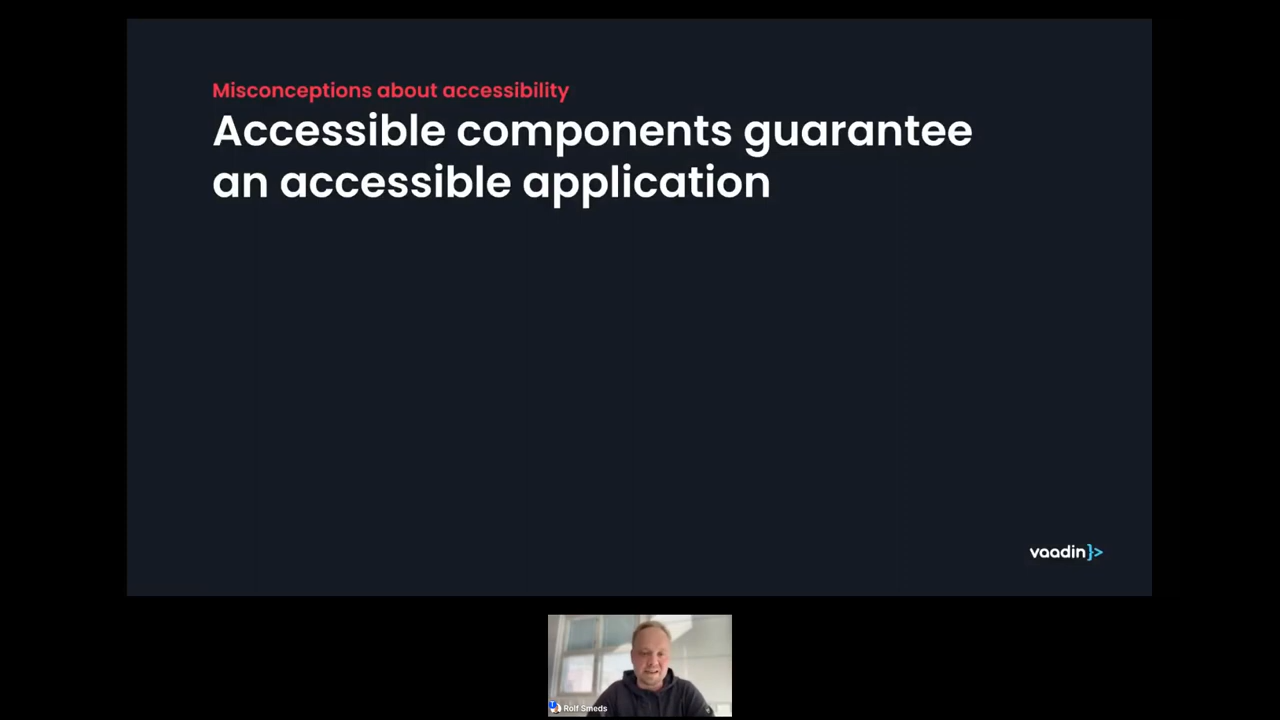 Misconceptions about accessibility
Accessible components guarantee
an accessible application
vaadin}>
Rolf Smeds